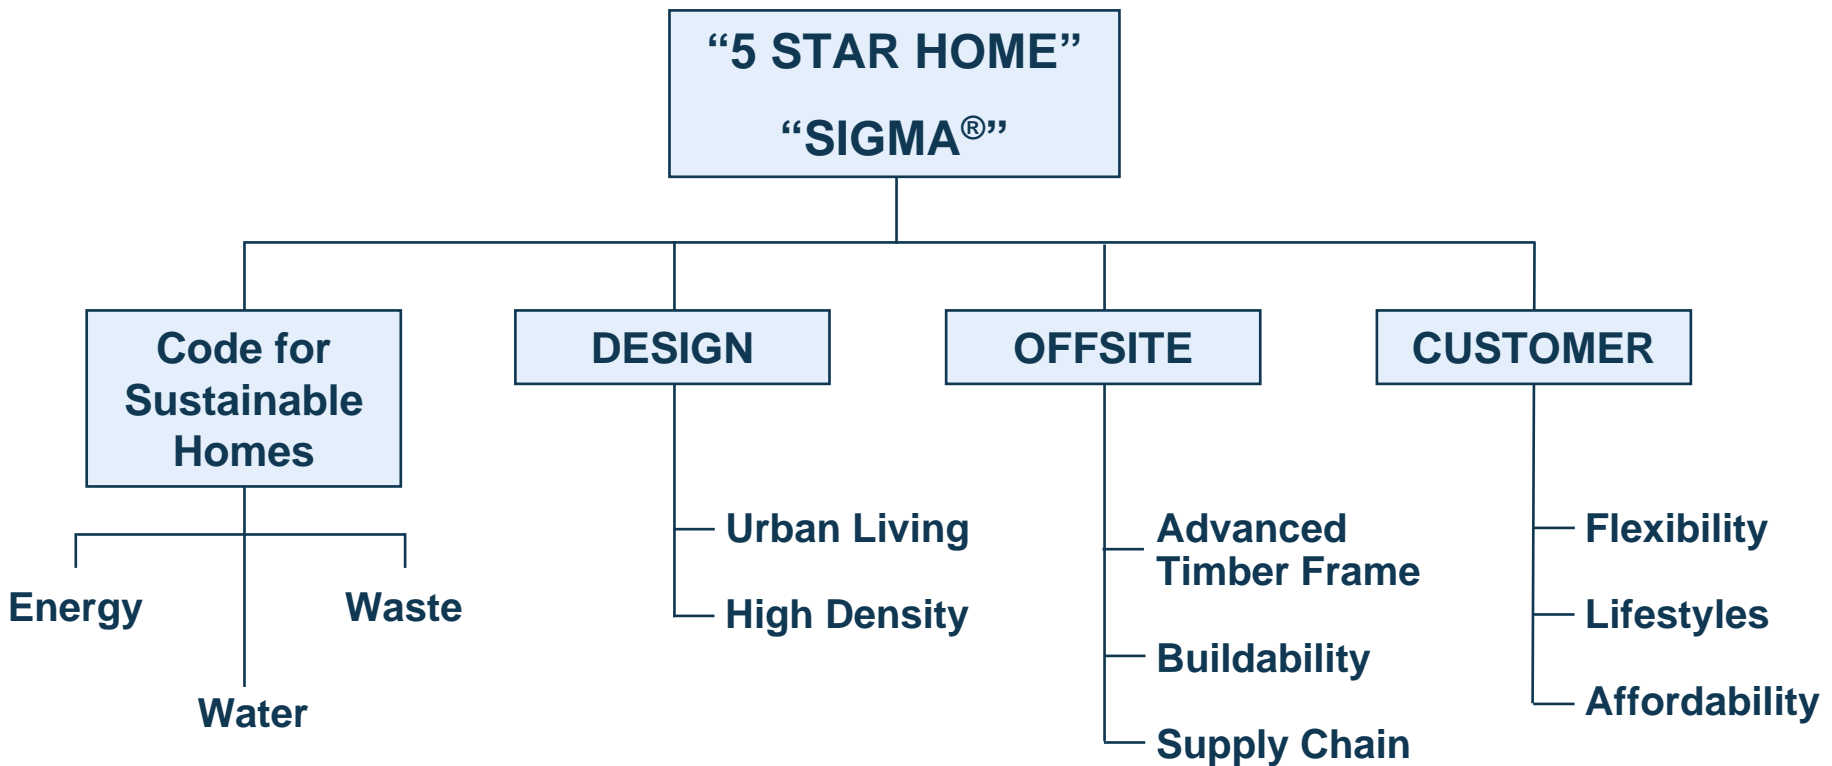 “5 STAR HOME”
“SIGMA®”
Code for
Sustainable
Homes
DESIGN
OFFSITE
CUSTOMER
Energy
Waste
Water
Urban Living
High Density
Advanced
Timber Frame
Buildability
Supply Chain
Flexibility
Lifestyles
Affordability